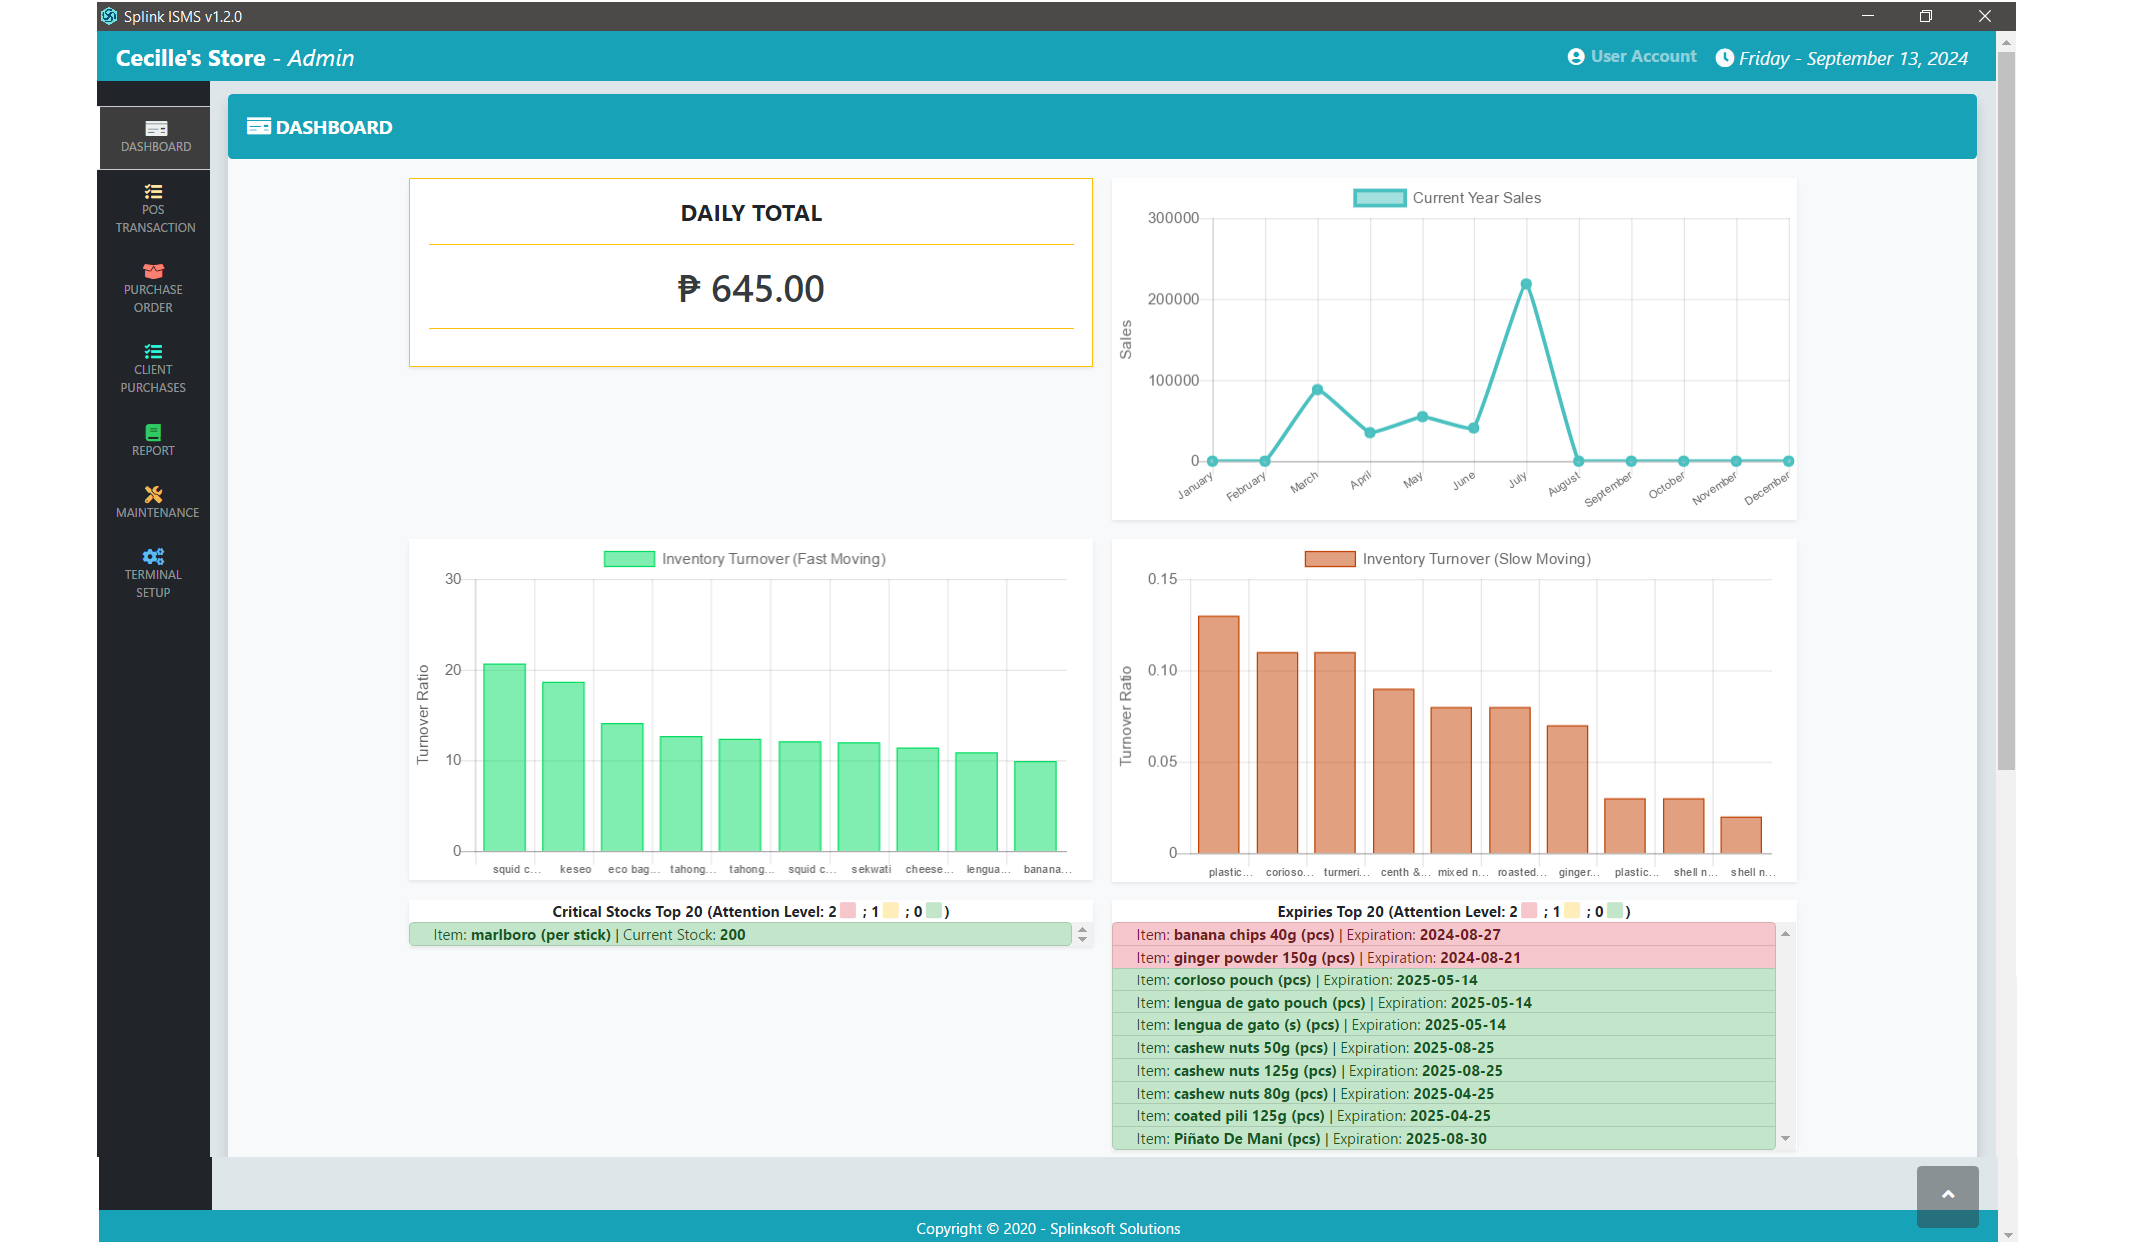 Splink ISMS v1.2.0
Cecille's Store - Admin
User Account
Friday - September 13, 2024
DASHBOARD
POS
TRANSACTION
PURCHASE
ORDER
CLIENT
PURCHASES
REPORT
MAINTENANCE
TERMINAL
SETUP
DASHBOARD
DAILY TOTAL
₱ 645.00
Current Year Sales
300000
200000
100000
0
Sales
January
February
March
April
May
June
July
August
September
October
November
December
Inventory Turnover (Fast Moving)
30
20
10
0
Turnover Ratio
squid c...
keseo
eco bag...
tahong...
tahong...
squid c...
sekwati
cheese...
lengua...
banana...
Inventory Turnover (Slow Moving)
0.15
0.10
0.05
0
Turnover Ratio
plastic...
corioso...
turmeri...
centh &...
mixed n...
roasted...
ginger...
plastic...
shell n...
shell n...
Critical Stocks Top 20 (Attention Level: 2 ; 1 ; 0 )
Item: marlboro (per stick) | Current Stock: 200
Expiries Top 20 (Attention Level: 2 ; 1 ; 0 )
Item: banana chips 40g (pcs) | Expiration: 2024-08-27
Item: ginger powder 150g (pcs) | Expiration: 2024-08-21
Item: corioso pouch (pcs) | Expiration: 2025-05-14
Item: lengua de gato pouch (pcs) | Expiration: 2025-05-14
Item: lengua de gato (s) (pcs) | Expiration: 2025-05-14
Item: cashew nuts 50g (pcs) | Expiration: 2025-08-25
Item: cashew nuts 125g (pcs) | Expiration: 2025-08-25
Item: cashew nuts 80g (pcs) | Expiration: 2025-04-25
Item: coated pili 125g (pcs) | Expiration: 2025-04-25
Item: Piñato De Mani (pcs) | Expiration: 2025-08-30
Copyright © 2020 - Splinksoft Solutions